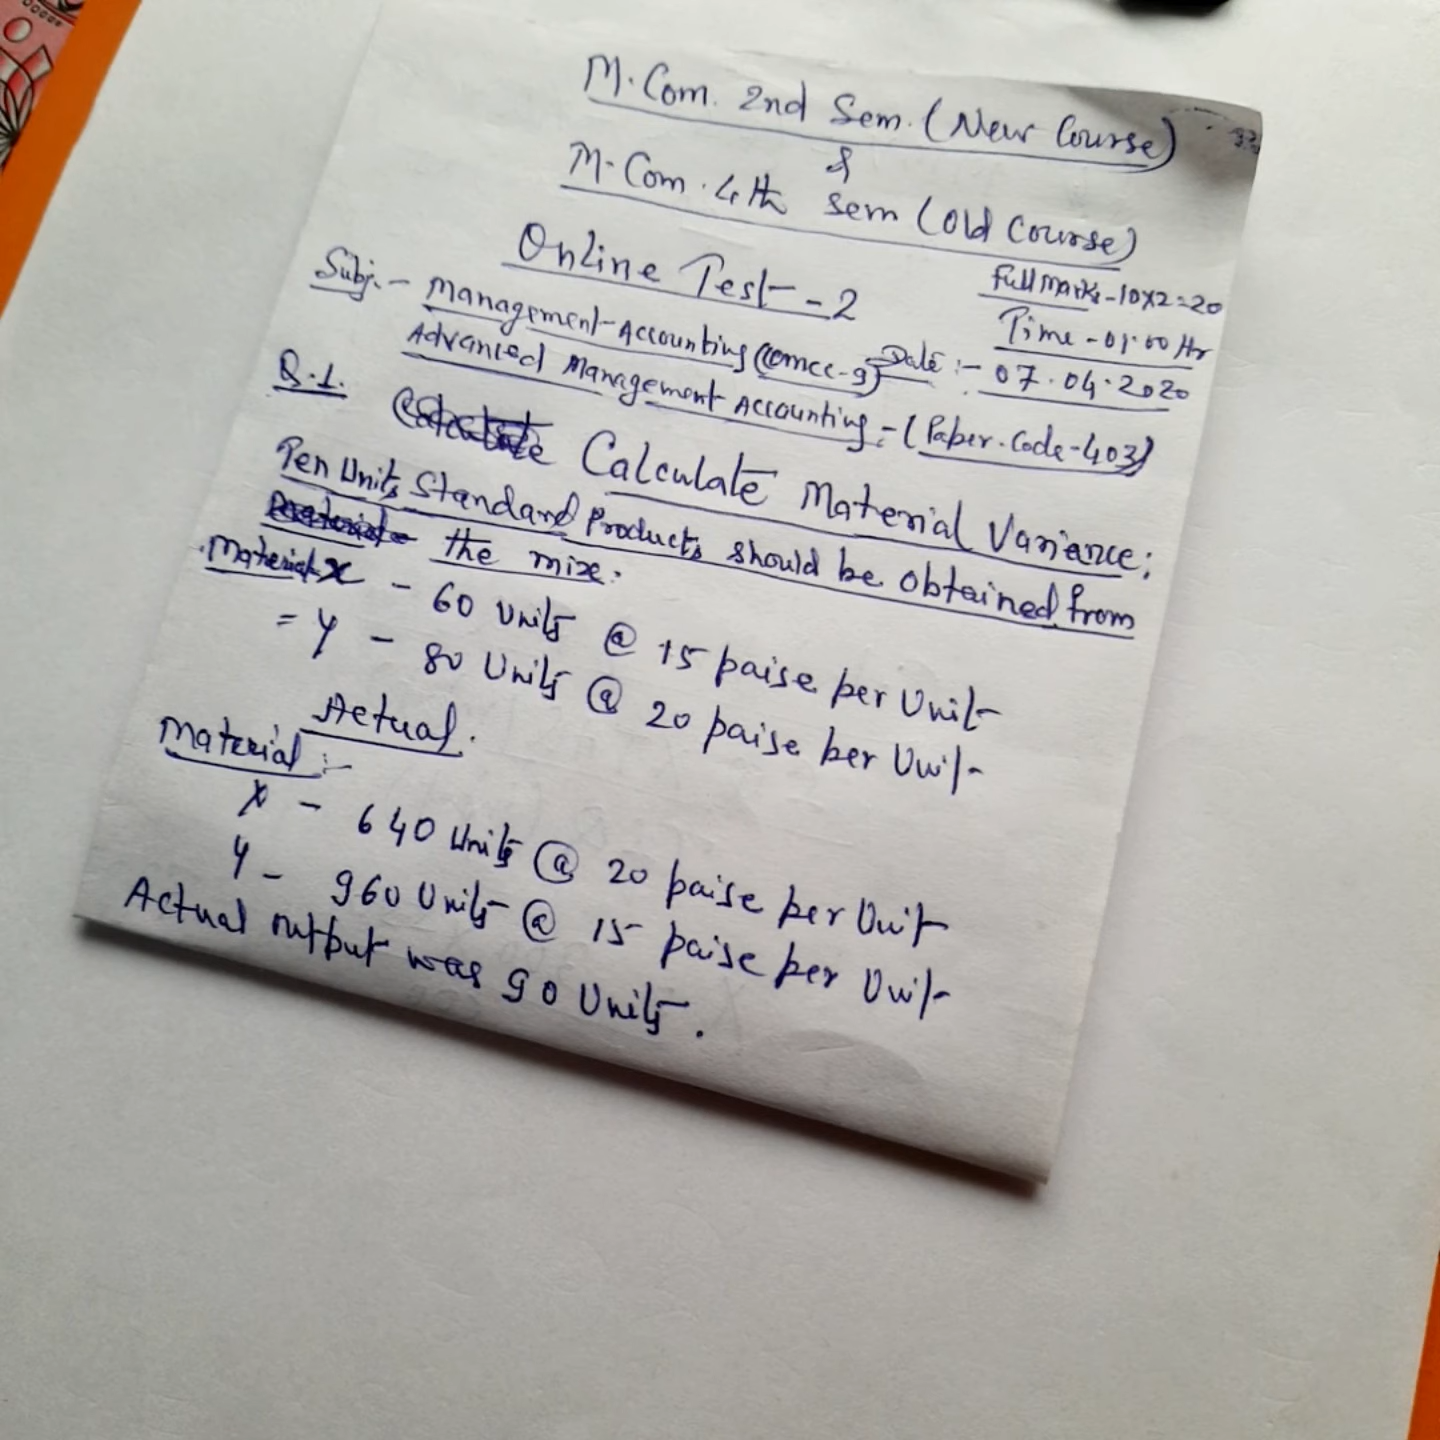 M.Com. 2nd Sem. (New Course)
&
M.Com. 4th Sem (Old Course)
Online Test-2
Full Marks-10x2=20
Time-01:00 Hr
Subj.- Management Accounting (Comcc-9) Date:- 07.04.2020
Advanced Management Accounting - (Paper-Code-403)
Q.1. Calculate Material Variance:
Ten Units Standard Products should be obtained from
the mix:
Material X - 60 Units @ 15 paise per Unit
= Y - 80 Units @ 20 paise per Unit
Actual.
Material:-
X - 640 Units @ 20 paise per Unit
Y - 960 Units @ 15 paise per Unit
Actual output was 90 Units.